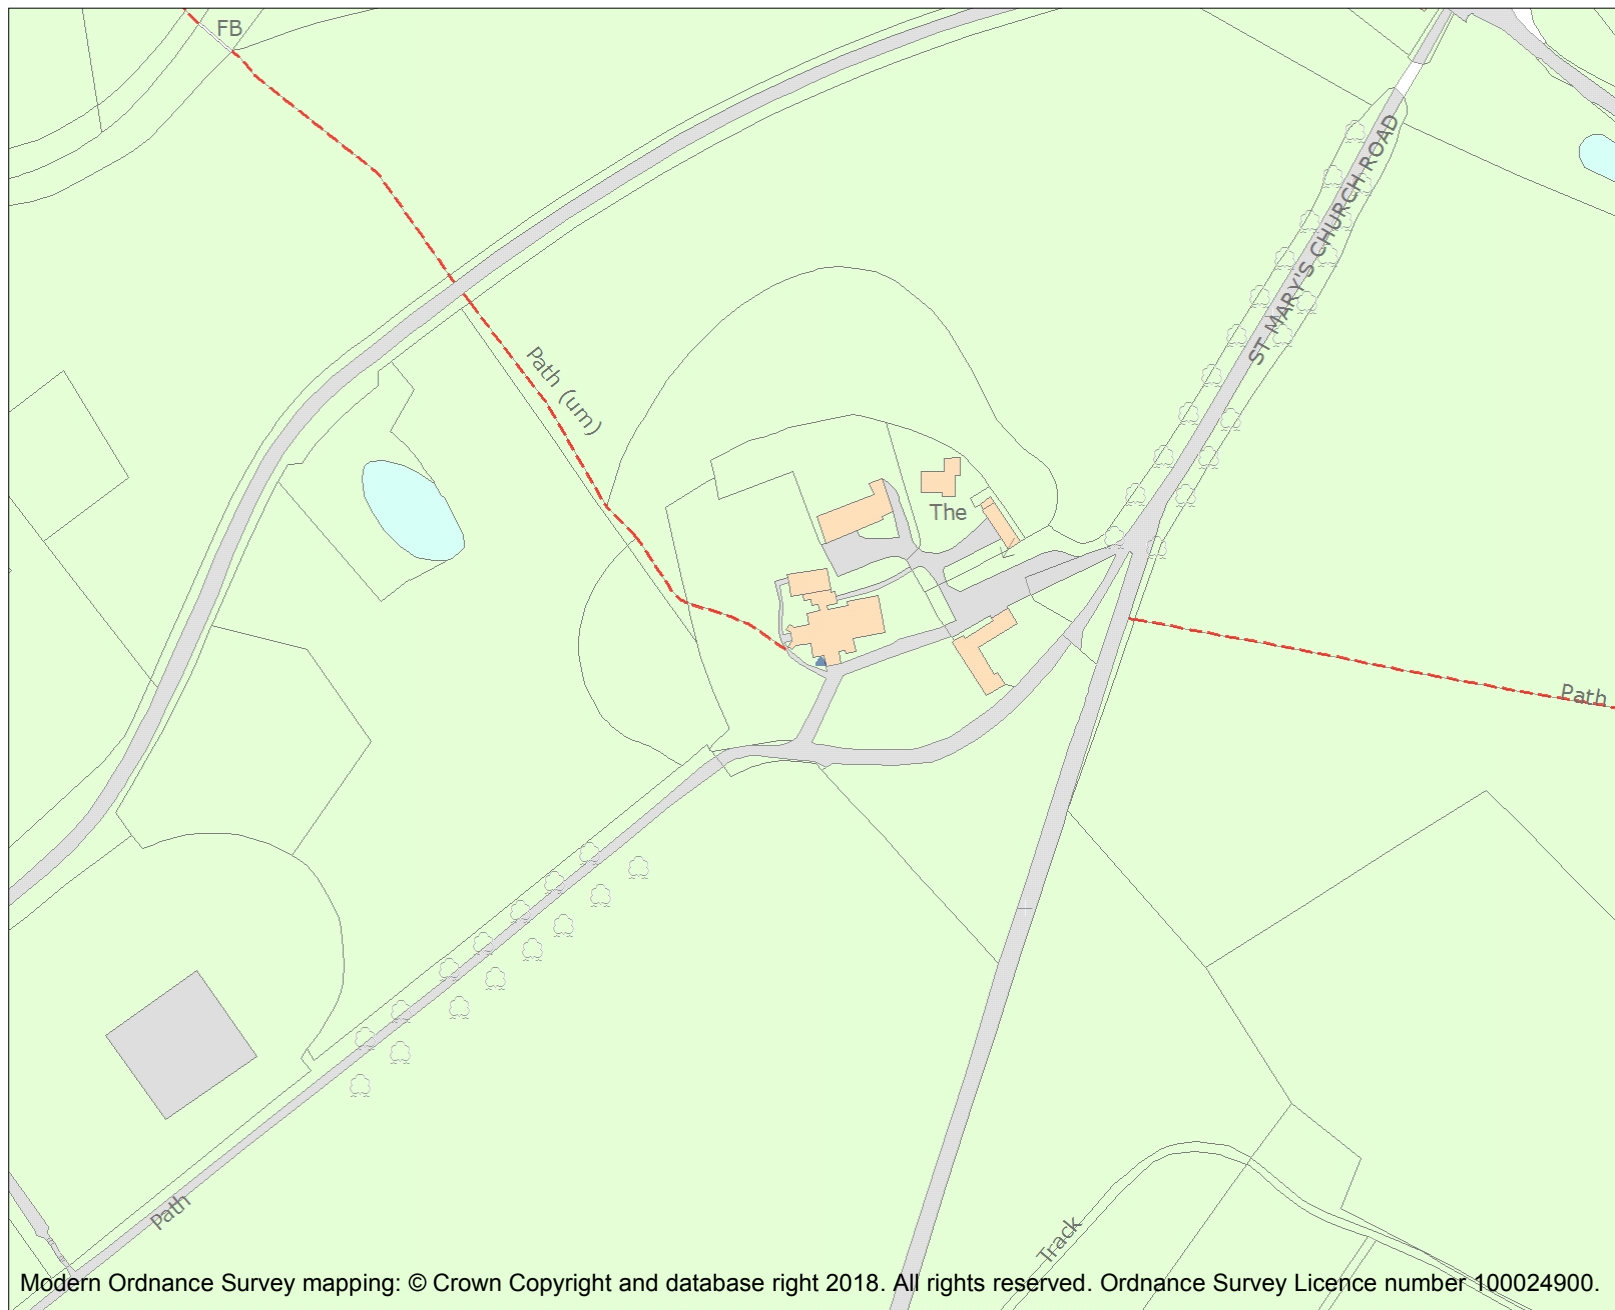 FB
ST MARY'S CHURCH ROAD
Path (um)
The
Path
Path
Track
Modern Ordnance Survey mapping: © Crown Copyright and database right 2018. All rights reserved. Ordnance Survey Licence number 100024900.